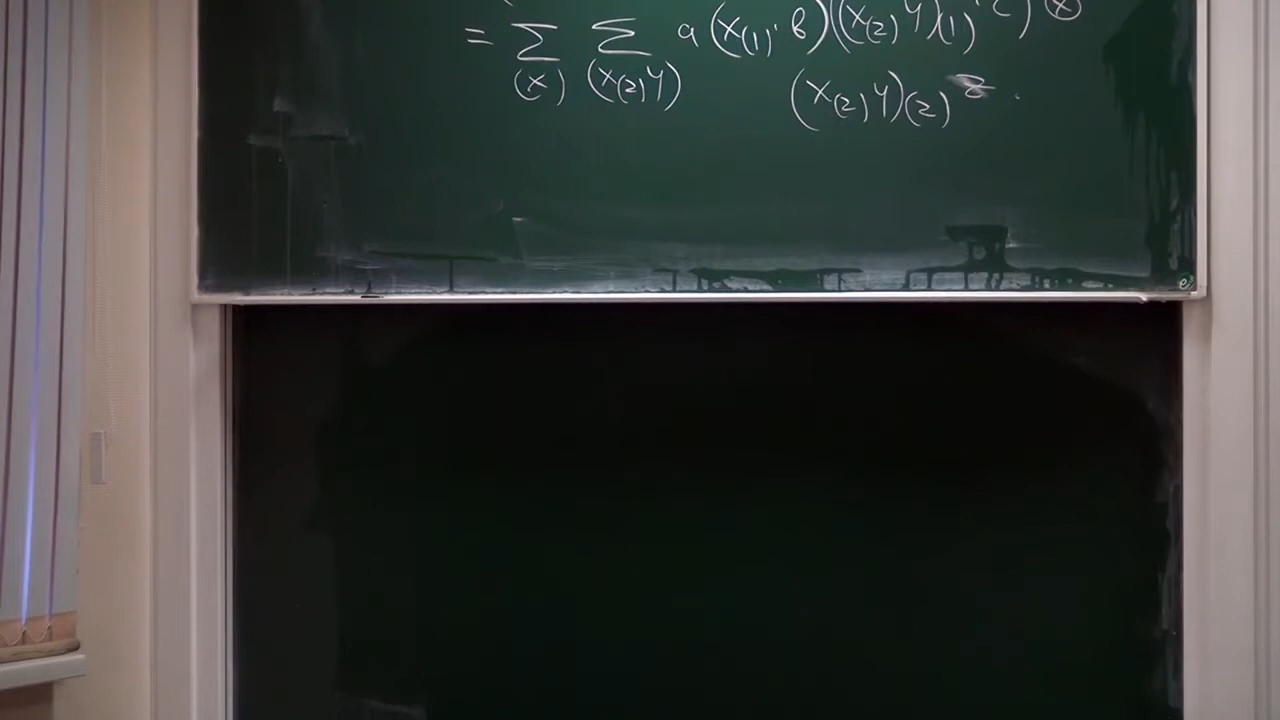 = ∑ ∑ a (x₍₁₎· b)((x₍₂₎ y)₍₁₎· c) ⊗
(x) (x₍₂₎ y) (x₍₂₎ y)₍₂₎ z .